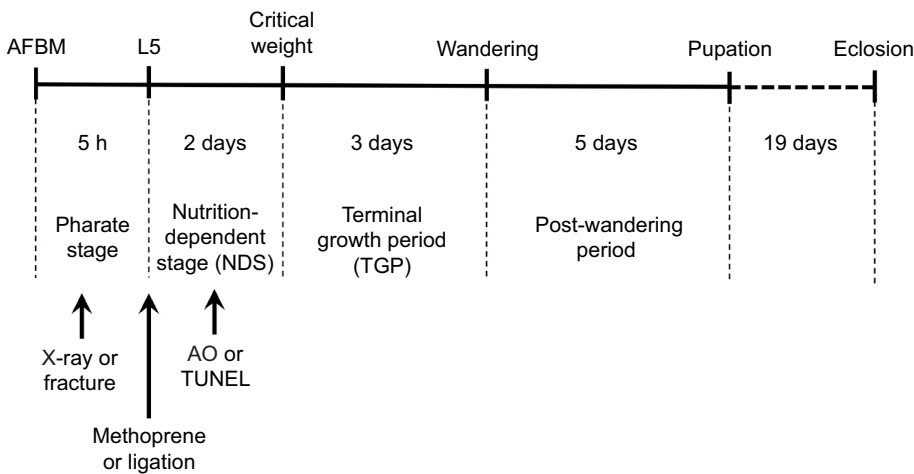 AFBM
L5
Critical
weight
Wandering
Pupation
Eclosion
5 h
2 days
3 days
5 days
19 days
Pharate
stage
Nutrition-
dependent
stage (NDS)
Terminal
growth period
(TGP)
Post-wandering
period
X-ray or
fracture
AO or
TUNEL
Methoprene
or ligation